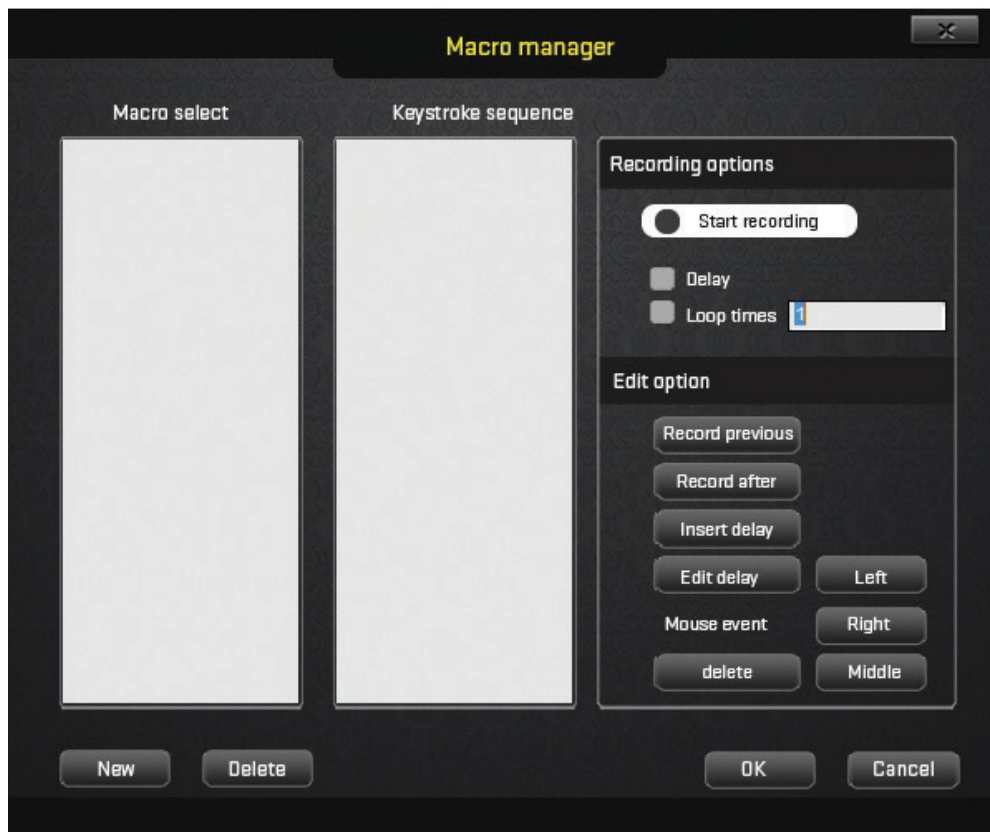 Macro manager
Macro select
Keystroke sequence
Recording options
Start recording
Delay
Loop times 1
Edit option
Record previous
Record after
Insert delay
Edit delay Left
Mouse event Right
delete Middle
New Delete OK Cancel